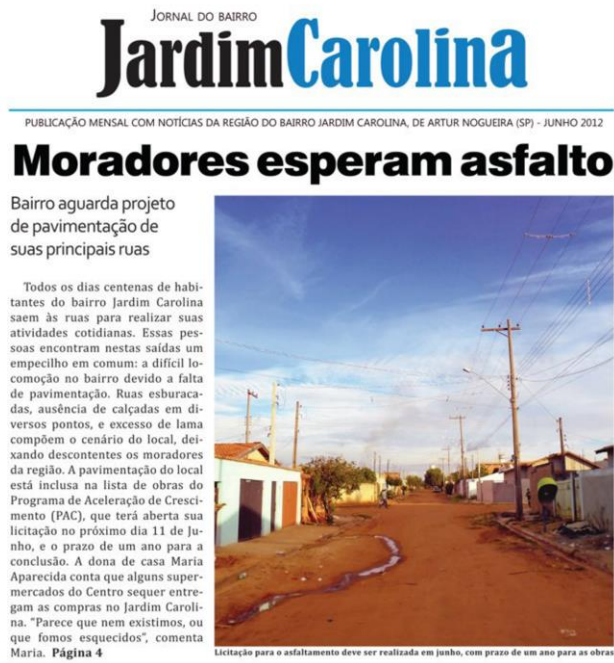 JORNAL DO BAIRRO
JardimCarolina
PUBLICAÇÃO MENSAL COM NOTÍCIAS DA REGIÃO DO BAIRRO JARDIM CAROLINA, DE ARTUR NOGUEIRA (SP) - JUNHO 2012
Moradores esperam asfalto
Bairro aguarda projeto
de pavimentação de
suas principais ruas
Todos os dias centenas de habi-
tantes do bairro Jardim Carolina
saem às ruas para realizar suas
atividades cotidianas. Essas pes-
soas encontram nestas saídas um
empecilho em comum: a difícil lo-
comoção no bairro devido a falta
de pavimentação. Ruas esburaca-
das, ausência de calçadas em di-
versos pontos, e excesso de lama
compõem o cenário do local, dei-
xando descontentes os moradores
da região. A pavimentação do local
está inclusa na lista de obras do
Programa de Aceleração de Cresci-
mento (PAC), que terá aberta sua
licitação no próximo dia 11 de Ju-
nho, e o prazo de um ano para a
conclusão. A dona de casa Maria
Aparecida conta que alguns super-
mercados do Centro sequer entre-
gam as compras no Jardim Caroli-
na. “Parece que nem existimos, ou
que fomos esquecidos”, comenta
Maria. Página 4
Licitação para o asfaltamento deve ser realizada em junho, com prazo de um ano para as obras